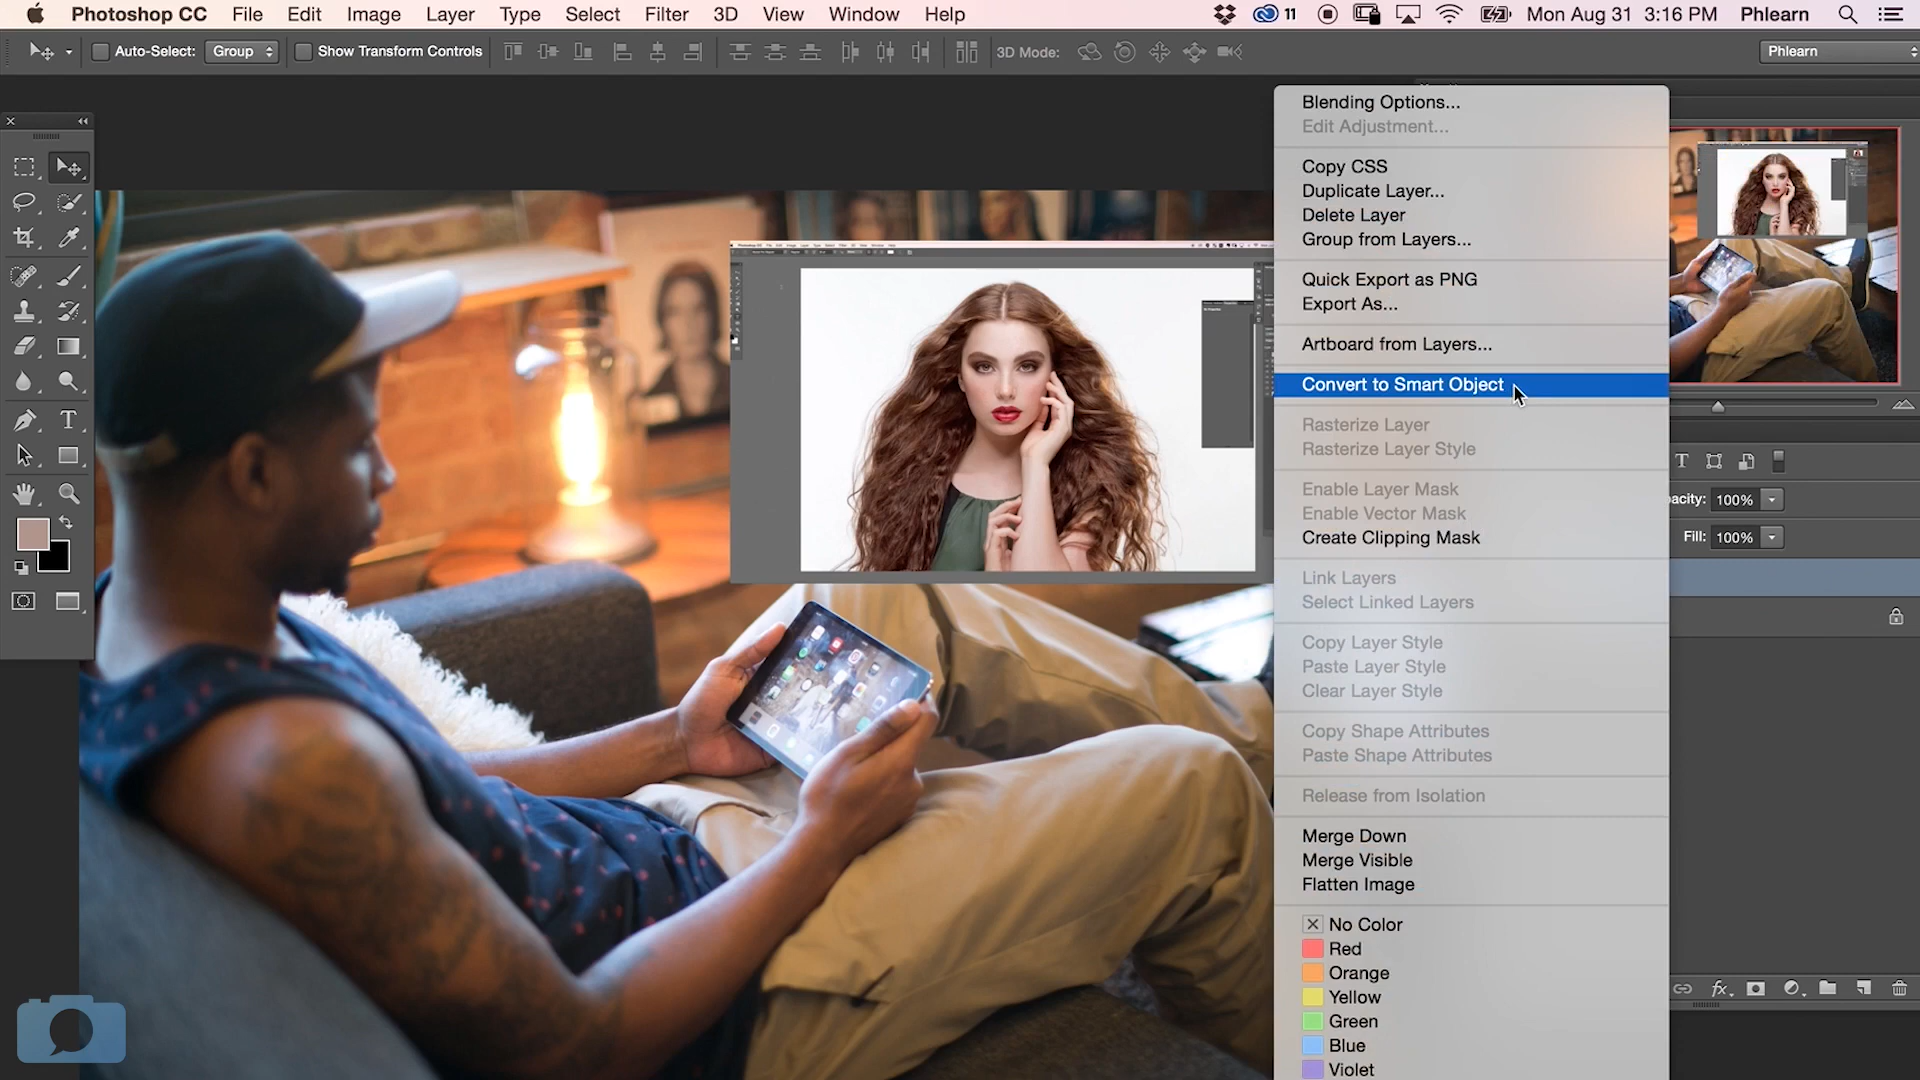 Photoshop CC File Edit Image Layer Type Select Filter 3D View Window Help 11 Mon Aug 31 3:16 PM Phlearn
Auto-Select: Group Show Transform Controls 3D Mode: Phlearn
Blending Options...
Edit Adjustment...
Copy CSS
Duplicate Layer...
Delete Layer
Group from Layers...
Quick Export as PNG
Export As...
Artboard from Layers...
Convert to Smart Object
Rasterize Layer
Rasterize Layer Style
Enable Layer Mask
Enable Vector Mask
Create Clipping Mask
Link Layers
Select Linked Layers
Copy Layer Style
Paste Layer Style
Clear Layer Style
Copy Shape Attributes
Paste Shape Attributes
Release from Isolation
Merge Down
Merge Visible
Flatten Image
No Color
Red
Orange
Yellow
Green
Blue
Violet
pacity: 100%
Fill: 100%